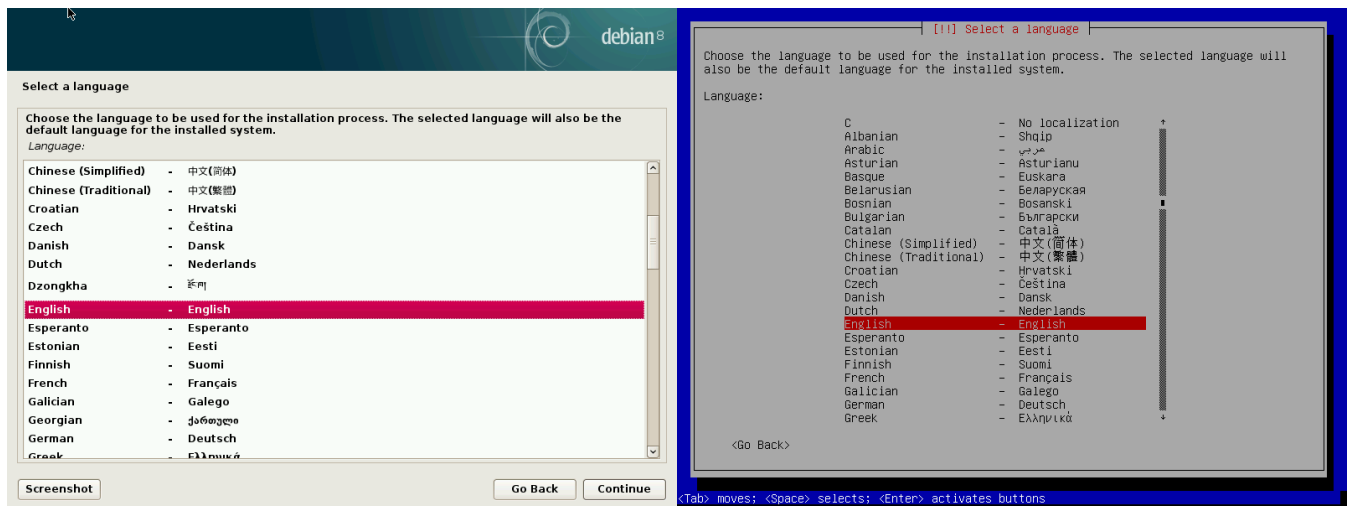 debian 8
Select a language
Choose the language to be used for the installation process. The selected language will also be the
default language for the installed system.
Language:
Chinese (Simplified) - 中文(简体)
Chinese (Traditional) - 中文(繁體)
Croatian - Hrvatski
Czech - Čeština
Danish - Dansk
Dutch - Nederlands
Dzongkha - རྫོང་ཁ།
English - English
Esperanto - Esperanto
Estonian - Eesti
Finnish - Suomi
French - Français
Galician - Galego
Georgian - ქართული
German - Deutsch
Greek - Ελληνικά
Screenshot
Go Back
Continue
[!!] Select a language
Choose the language to be used for the installation process. The selected language will
also be the default language for the installed system.
Language:
C - No localization
Albanian - Shqip
Arabic - عربي
Asturian - Asturianu
Basque - Euskara
Belarusian - Беларуская
Bosnian - Bosanski
Bulgarian - Български
Catalan - Català
Chinese (Simplified) - 中文(简体)
Chinese (Traditional) - 中文(繁體)
Croatian - Hrvatski
Czech - Čeština
Danish - Dansk
Dutch - Nederlands
English - English
Esperanto - Esperanto
Estonian - Eesti
Finnish - Suomi
French - Français
Galician - Galego
German - Deutsch
Greek - Ελληνικά
<Go Back>
<Tab> moves; <Space> selects; <Enter> activates buttons